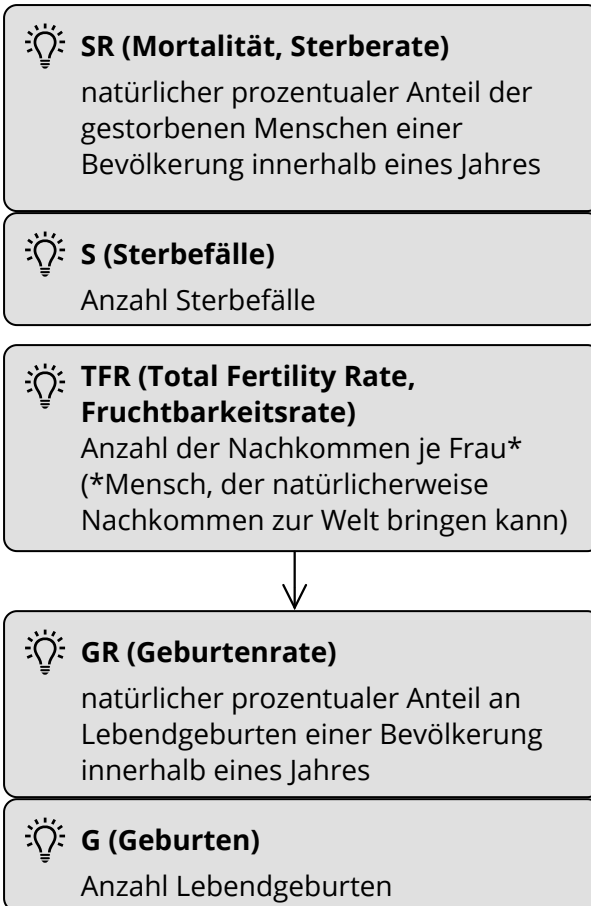 SR (Mortalität, Sterberate)
natürlicher prozentualer Anteil der
gestorbenen Menschen einer
Bevölkerung innerhalb eines Jahres
S (Sterbefälle)
Anzahl Sterbefälle
TFR (Total Fertility Rate,
Fruchtbarkeitsrate)
Anzahl der Nachkommen je Frau*
(*Mensch, der natürlicherweise
Nachkommen zur Welt bringen kann)
GR (Geburtenrate)
natürlicher prozentualer Anteil an
Lebendgeburten einer Bevölkerung
innerhalb eines Jahres
G (Geburten)
Anzahl Lebendgeburten